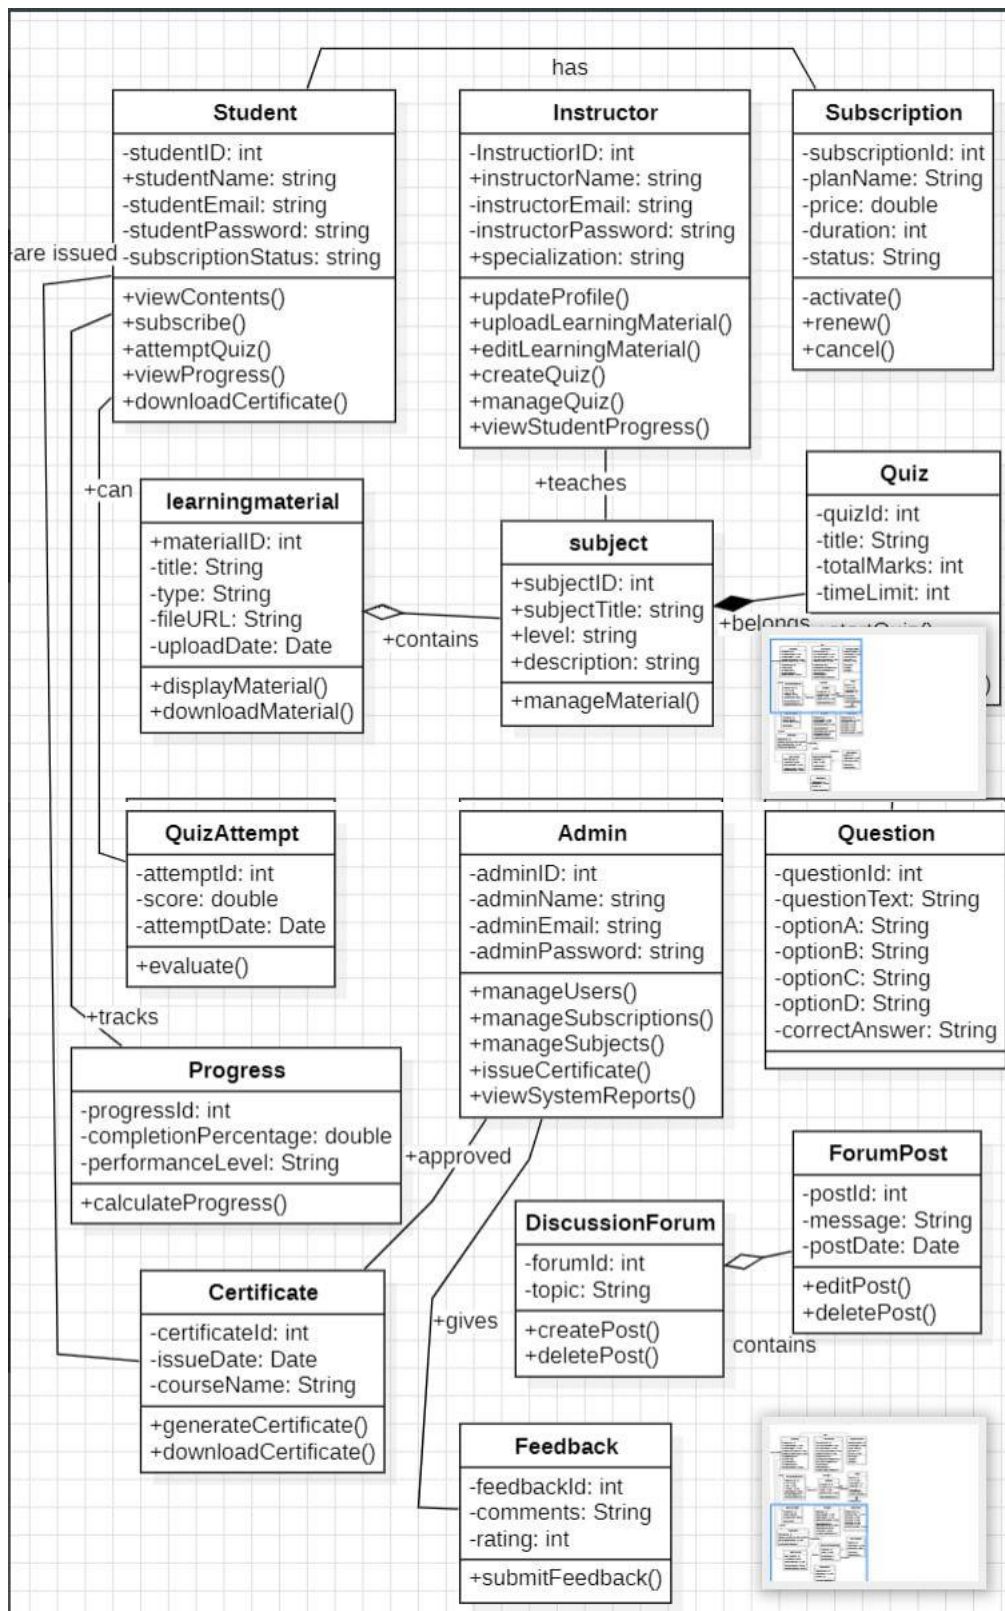 has
Student
-studentID: int
+studentName: string
-studentEmail: string
-studentPassword: string
-subscriptionStatus: string
+viewContents()
+subscribe()
+attemptQuiz()
+viewProgress()
+downloadCertificate()
Instructor
-InstructiorID: int
+instructorName: string
-instructorEmail: string
-instructorPassword: string
+specialization: string
+updateProfile()
+uploadLearningMaterial()
+editLearningMaterial()
+createQuiz()
+manageQuiz()
+viewStudentProgress()
Subscription
-subscriptionId: int
-planName: String
-price: double
-duration: int
-status: String
-activate()
+renew()
+cancel()
are issued
+can
+teaches
learningmaterial
+materialID: int
-title: String
-type: String
-fileURL: String
-uploadDate: Date
+displayMaterial()
+downloadMaterial()
+contains
subject
+subjectID: int
+subjectTitle: string
+level: string
+description: string
+manageMaterial()
+belongs
Quiz
-quizId: int
-title: String
-totalMarks: int
-timeLimit: int
QuizAttempt
-attemptId: int
-score: double
-attemptDate: Date
+evaluate()
Admin
-adminID: int
-adminName: string
-adminEmail: string
-adminPassword: string
+manageUsers()
+manageSubscriptions()
+manageSubjects()
+issueCertificate()
+viewSystemReports()
Question
-questionId: int
-questionText: String
-optionA: String
-optionB: String
-optionC: String
-optionD: String
-correctAnswer: String
+tracks
Progress
-progressId: int
-completionPercentage: double
-performanceLevel: String
+calculateProgress()
+approved
DiscussionForum
-forumId: int
-topic: String
+createPost()
+deletePost()
ForumPost
-postId: int
-message: String
-postDate: Date
+editPost()
+deletePost()
contains
Certificate
-certificateId: int
-issueDate: Date
-courseName: String
+generateCertificate()
+downloadCertificate()
+gives
Feedback
-feedbackId: int
-comments: String
-rating: int
+submitFeedback()